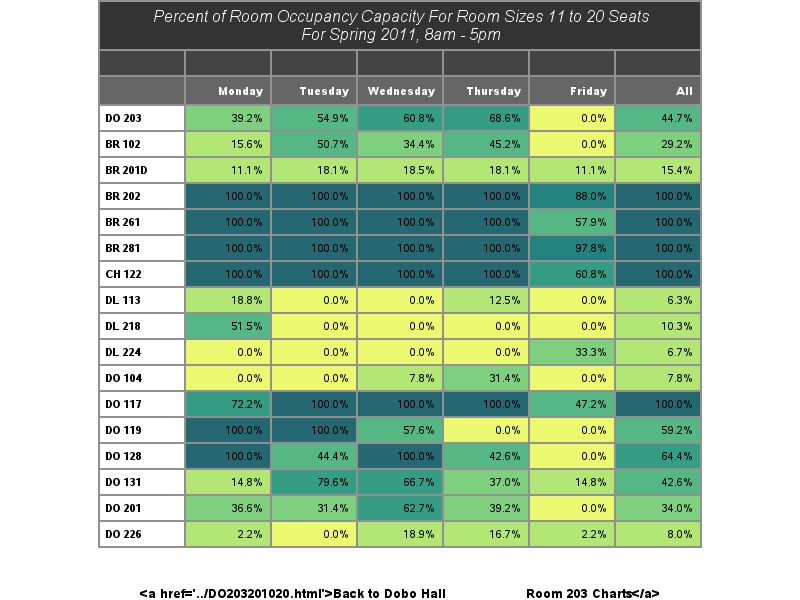 Percent of Room Occupancy Capacity For Room Sizes 11 to 20 Seats
For Spring 2011, 8am - 5pm
Monday Tuesday Wednesday Thursday Friday All
DO 203 39.2% 54.9% 60.8% 68.6% 0.0% 44.7%
BR 102 15.6% 50.7% 34.4% 45.2% 0.0% 29.2%
BR 201D 11.1% 18.1% 18.5% 18.1% 11.1% 15.4%
BR 202 100.0% 100.0% 100.0% 100.0% 88.0% 100.0%
BR 261 100.0% 100.0% 100.0% 100.0% 57.9% 100.0%
BR 281 100.0% 100.0% 100.0% 100.0% 97.8% 100.0%
CH 122 100.0% 100.0% 100.0% 100.0% 60.8% 100.0%
DL 113 18.8% 0.0% 0.0% 12.5% 0.0% 6.3%
DL 218 51.5% 0.0% 0.0% 0.0% 0.0% 10.3%
DL 224 0.0% 0.0% 0.0% 0.0% 33.3% 6.7%
DO 104 0.0% 0.0% 7.8% 31.4% 0.0% 7.8%
DO 117 72.2% 100.0% 100.0% 100.0% 47.2% 100.0%
DO 119 100.0% 100.0% 57.6% 0.0% 0.0% 59.2%
DO 128 100.0% 44.4% 100.0% 42.6% 0.0% 64.4%
DO 131 14.8% 79.6% 66.7% 37.0% 14.8% 42.6%
DO 201 36.6% 31.4% 62.7% 39.2% 0.0% 34.0%
DO 226 2.2% 0.0% 18.9% 16.7% 2.2% 8.0%
<a href='../DO203201020.html'>Back to Dobo Hall Room 203 Charts</a>